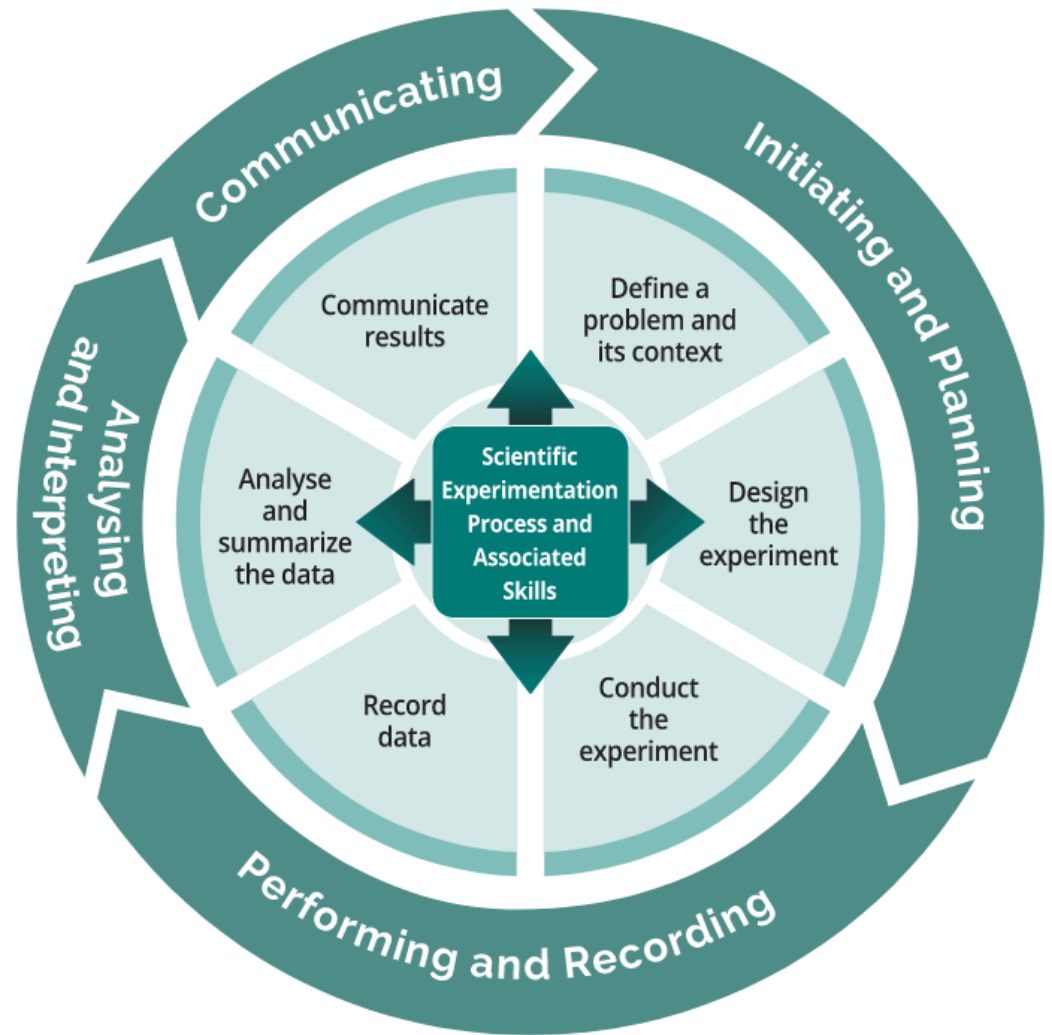 Communicating
Initiating and Planning
Performing and Recording
Analysing
and Interpreting
Define a
problem and
its context
Design
the
experiment
Conduct
the
experiment
Record
data
Analyse
and
summarize
the data
Communicate
results
Scientific
Experimentation
Process and
Associated
Skills